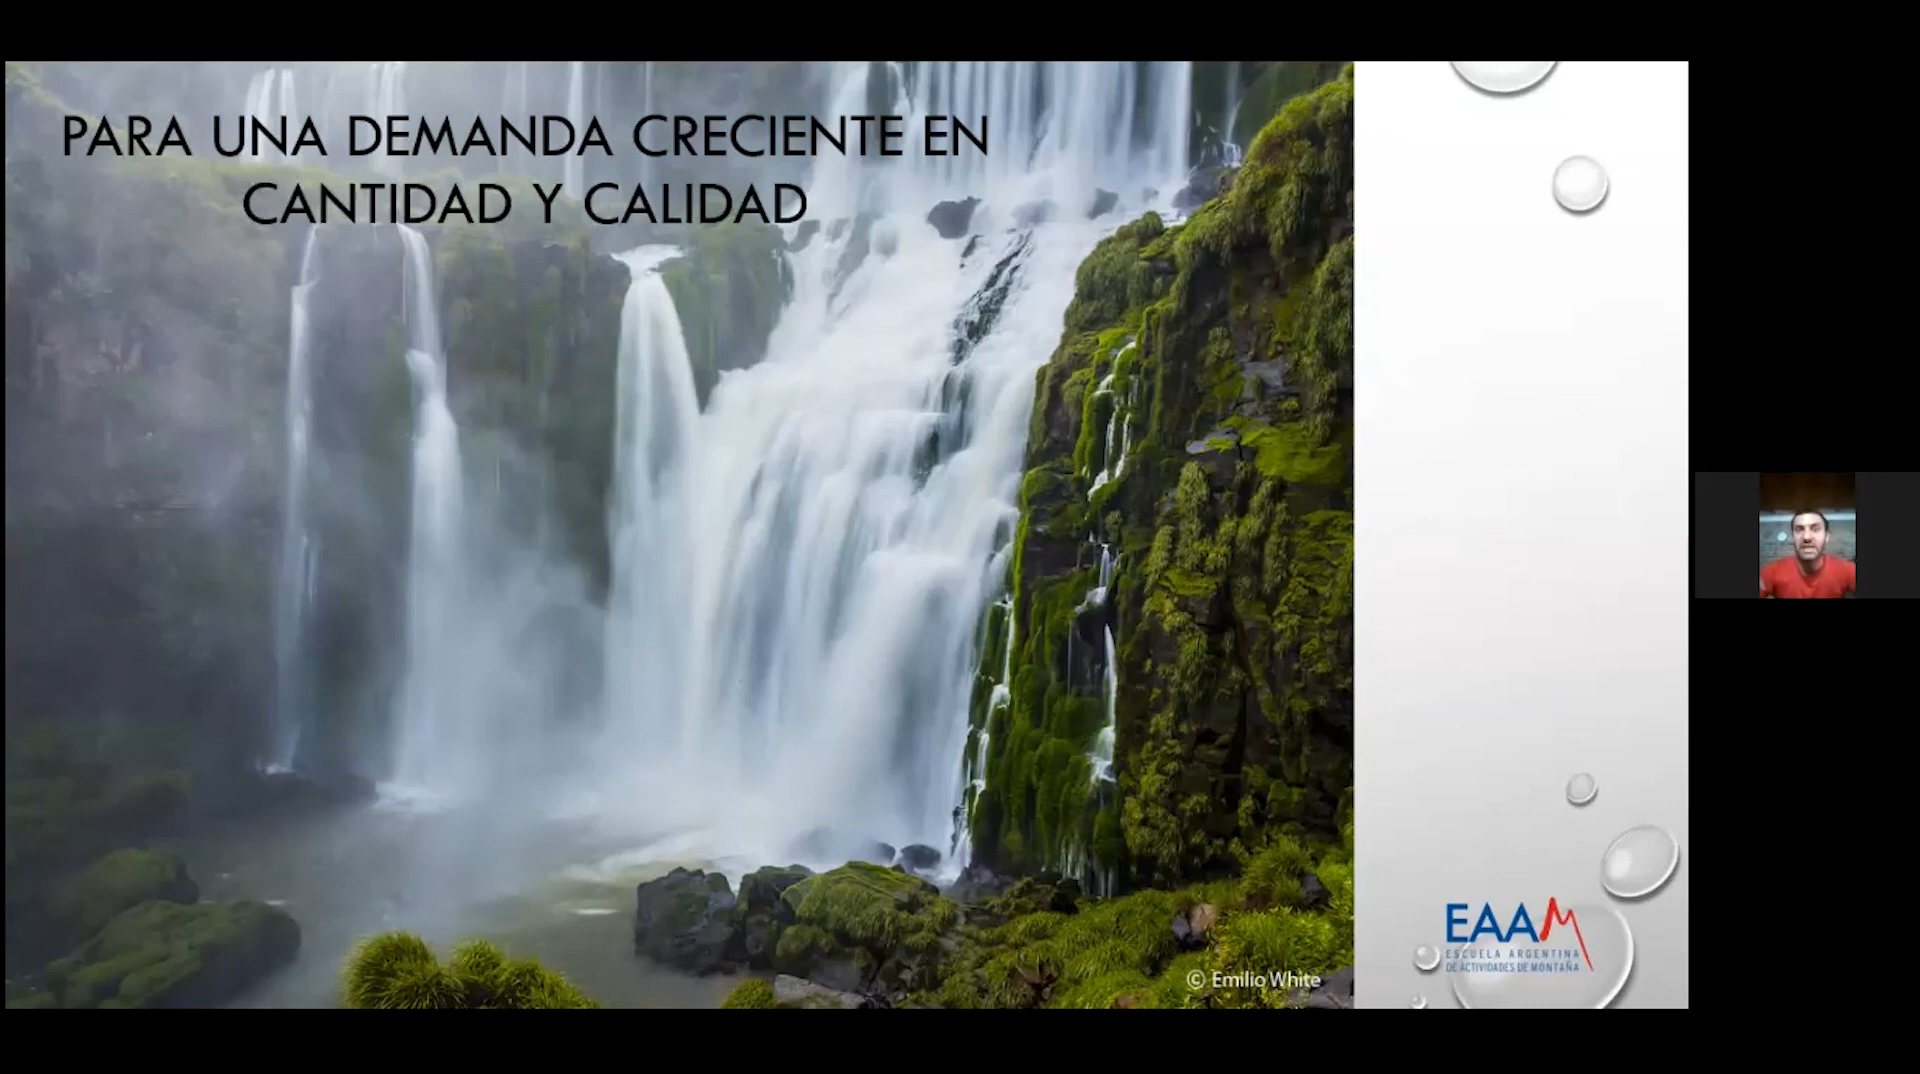 PARA UNA DEMANDA CRECIENTE EN
CANTIDAD Y CALIDAD
© Emilio White
EAAM
ESCUELA ARGENTINA
DE ACTIVIDADES DE MONTAÑA